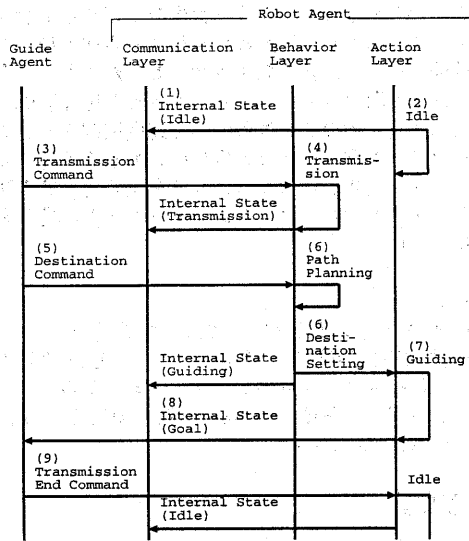 Robot Agent
Guide Agent
Communication Layer
Behavior Layer
Action Layer
(1)
Internal State
(Idle)
(2)
Idle
(3)
Transmission
Command
(4)
Transmis-
sion
Internal State
(Transmission)
(5)
Destination
Command
(6)
Path
Planning
(6)
Desti-
nation
Setting
(7)
Guiding
Internal State
(Guiding)
(8)
Internal State
(Goal)
(9)
Transmission
End Command
Idle
Internal State
(Idle)